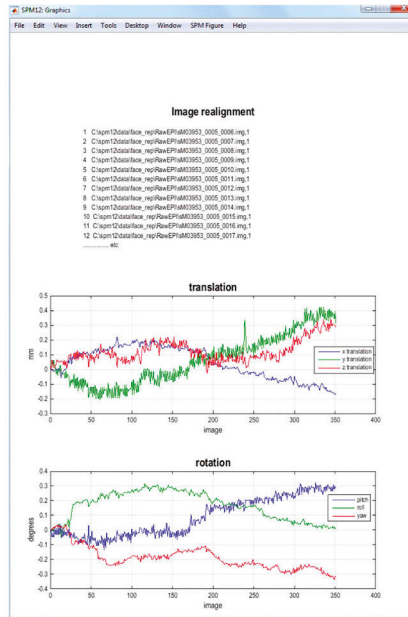 SPM12: Graphics
File Edit View Insert Tools Desktop Window SPM Figure Help
Image realignment
1 C:\spm12\data\face_rep\RawEPI\sM03953_0005_0006.img,1
2 C:\spm12\data\face_rep\RawEPI\sM03953_0005_0007.img,1
3 C:\spm12\data\face_rep\RawEPI\sM03953_0005_0008.img,1
4 C:\spm12\data\face_rep\RawEPI\sM03953_0005_0009.img,1
5 C:\spm12\data\face_rep\RawEPI\sM03953_0005_0010.img,1
6 C:\spm12\data\face_rep\RawEPI\sM03953_0005_0011.img,1
7 C:\spm12\data\face_rep\RawEPI\sM03953_0005_0012.img,1
8 C:\spm12\data\face_rep\RawEPI\sM03953_0005_0013.img,1
9 C:\spm12\data\face_rep\RawEPI\sM03953_0005_0014.img,1
10 C:\spm12\data\face_rep\RawEPI\sM03953_0005_0015.img,1
11 C:\spm12\data\face_rep\RawEPI\sM03953_0005_0016.img,1
12 C:\spm12\data\face_rep\RawEPI\sM03953_0005_0017.img,1
................ etc
translation
0.5
0.4
0.3
0.2
0.1
0
-0.1
-0.2
-0.3
mm
x translation
y translation
z translation
0 50 100 150 200 250 300 350 400
image
rotation
0.4
0.3
0.2
0.1
0
-0.1
-0.2
-0.3
-0.4
degrees
pitch
roll
yaw
0 50 100 150 200 250 300 350 400
image